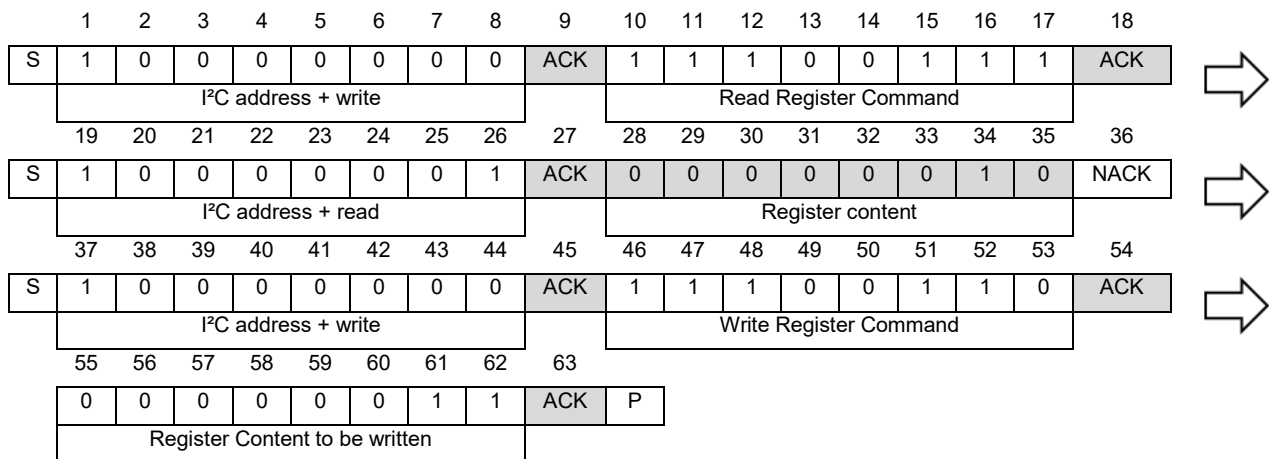 1 2 3 4 5 6 7 8 9 10 11 12 13 14 15 16 17 18
S 1 0 0 0 0 0 0 0 ACK 1 1 1 0 0 1 1 1 ACK
I²C address + write Read Register Command
19 20 21 22 23 24 25 26 27 28 29 30 31 32 33 34 35 36
S 1 0 0 0 0 0 0 1 ACK 0 0 0 0 0 0 1 0 NACK
I²C address + read Register content
37 38 39 40 41 42 43 44 45 46 47 48 49 50 51 52 53 54
S 1 0 0 0 0 0 0 0 ACK 1 1 1 0 0 1 1 0 ACK
I²C address + write Write Register Command
55 56 57 58 59 60 61 62 63
0 0 0 0 0 0 1 1 ACK P
Register Content to be written